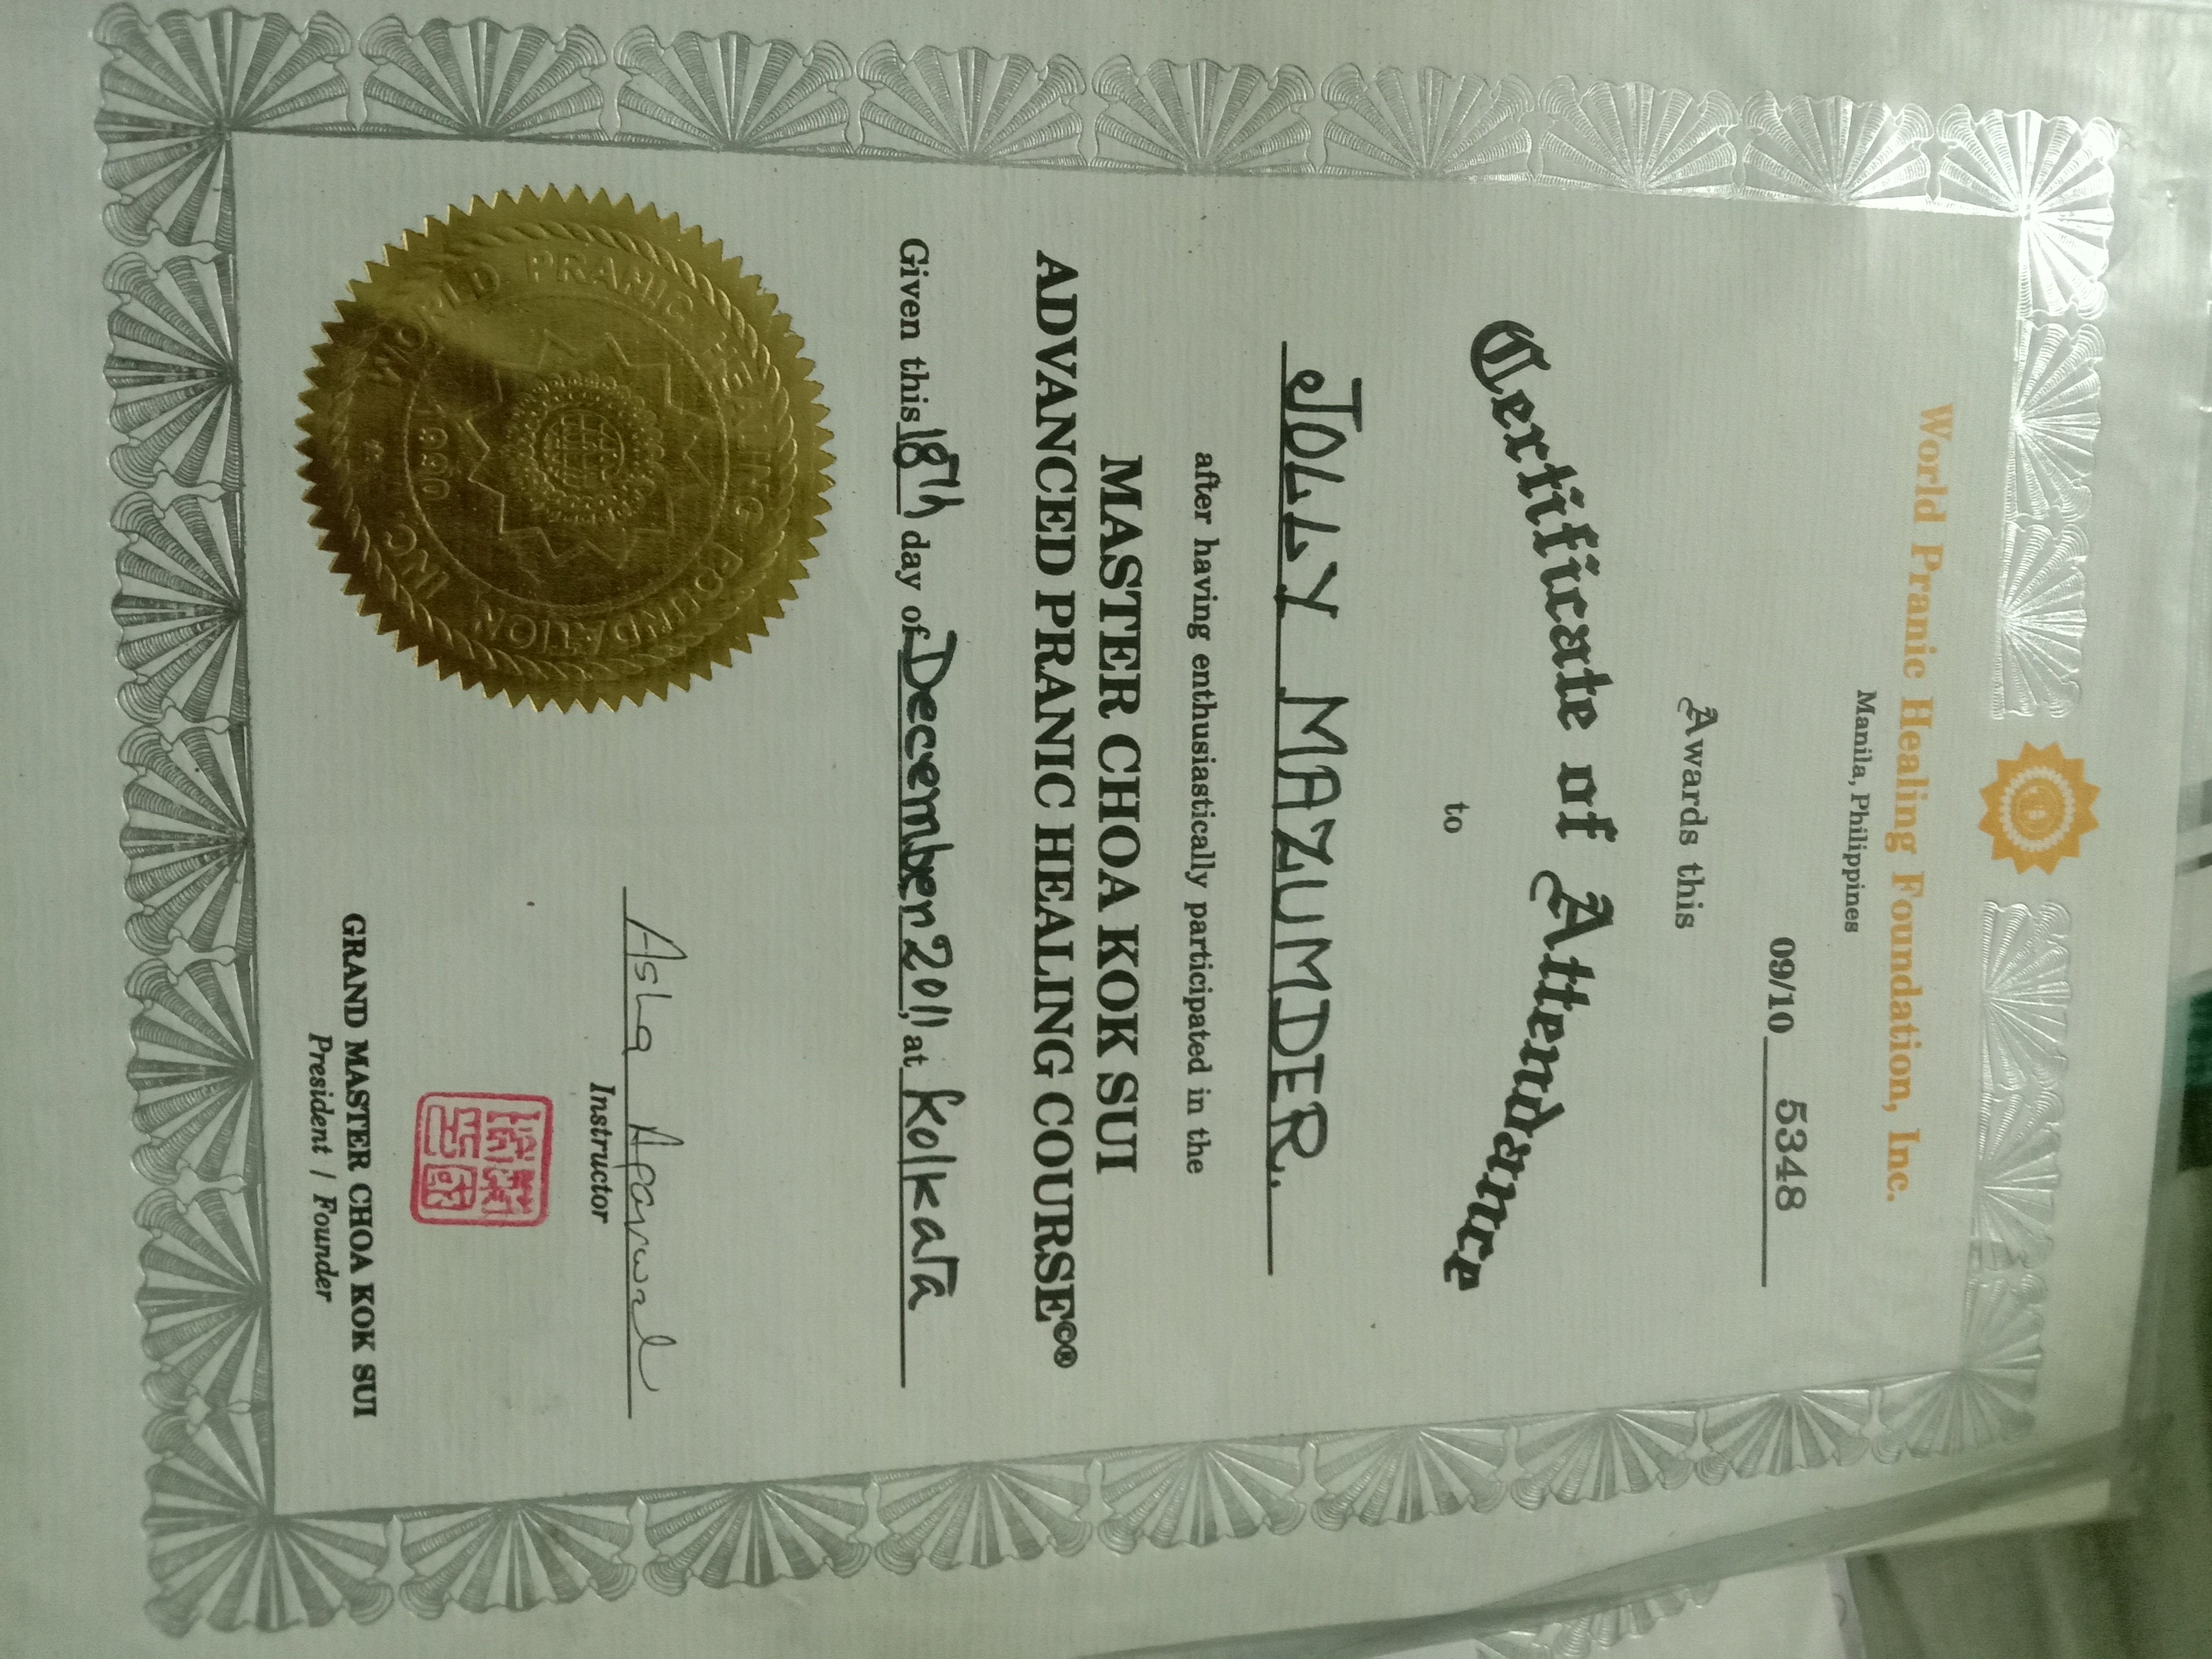 World Pranic Healing Foundation, Inc.
Manila, Philippines
09/10 5348
Awards this
Certificate of Attendance
to
JOLLY MAZUMDER.
after having enthusiastically participated in the
MASTER CHOA KOK SUI
ADVANCED PRANIC HEALING COURSE©®
Given this 18th day of December 2011, at Kolkata
WORLD PRANIC HEALING FOUNDATION, INC.
1990
Asha Agarwal
Instructor
GRAND MASTER CHOA KOK SUI
President / Founder